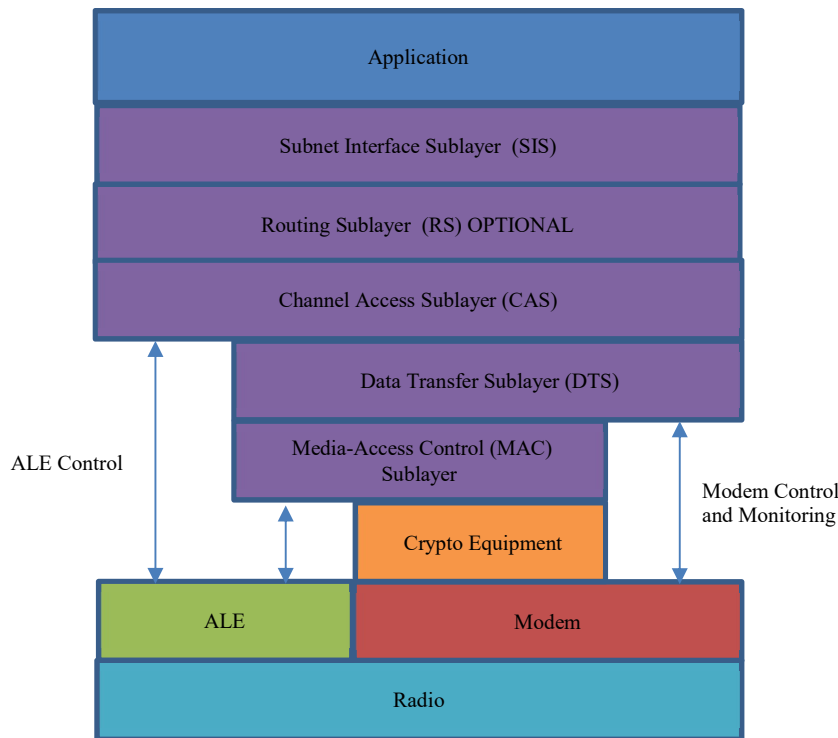 Application
Subnet Interface Sublayer (SIS)
Routing Sublayer (RS) OPTIONAL
Channel Access Sublayer (CAS)
Data Transfer Sublayer (DTS)
Media-Access Control (MAC)
Sublayer
ALE Control
Modem Control
and Monitoring
Crypto Equipment
ALE
Modem
Radio